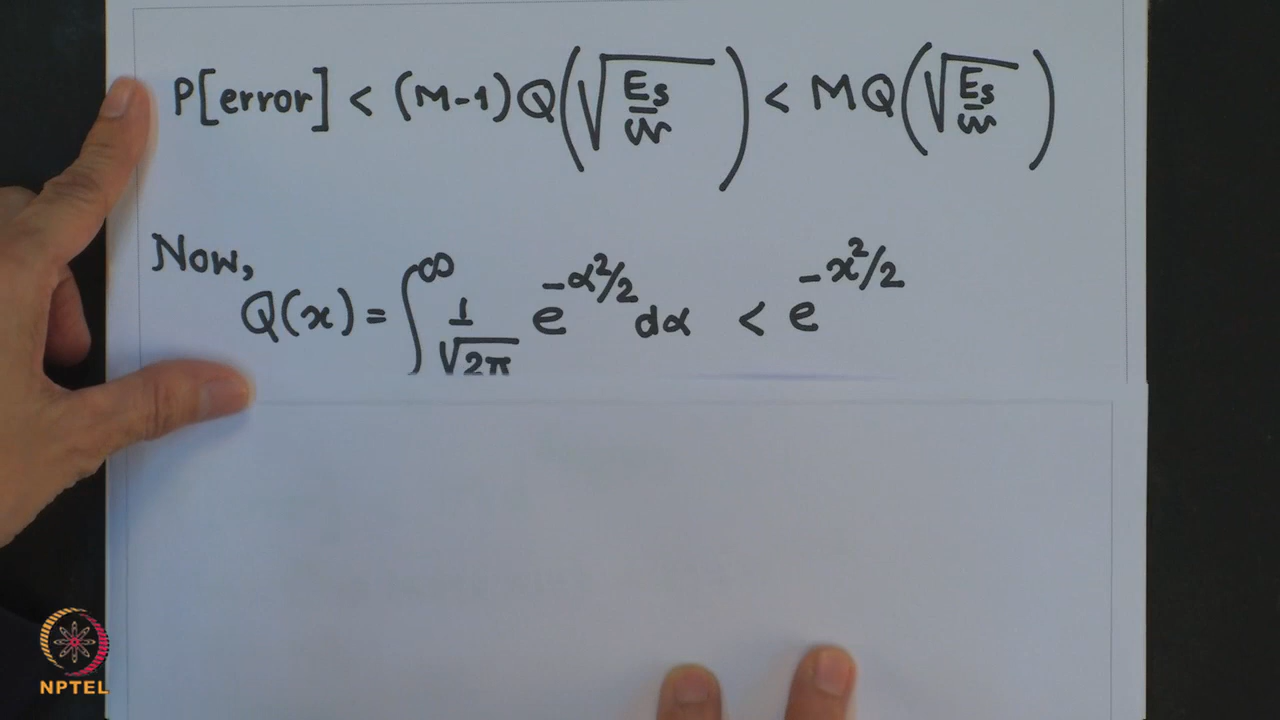 P[error] < (M-1)Q(√(Es/𝒩)) < MQ(√(Es/𝒩))
Now,
Q(x) = ∫^∞ 1/√2π e^{-α²/2} dα < e^{-x²/2}
NPTEL